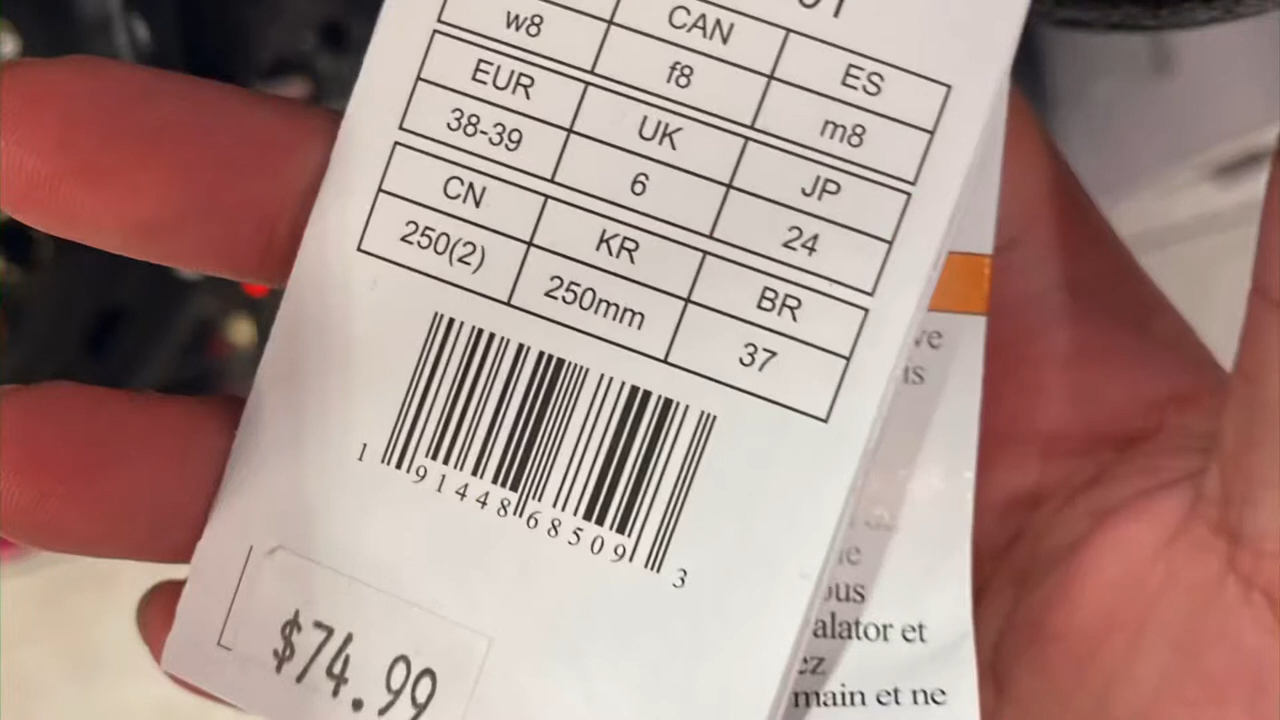 w8 CAN ES
f8 m8
EUR UK JP
38-39 6 24
CN KR BR
250(2) 250mm 37
1 91448 68509 3
$74.99
ve
is
ie
ous
alator et
ez
main et ne